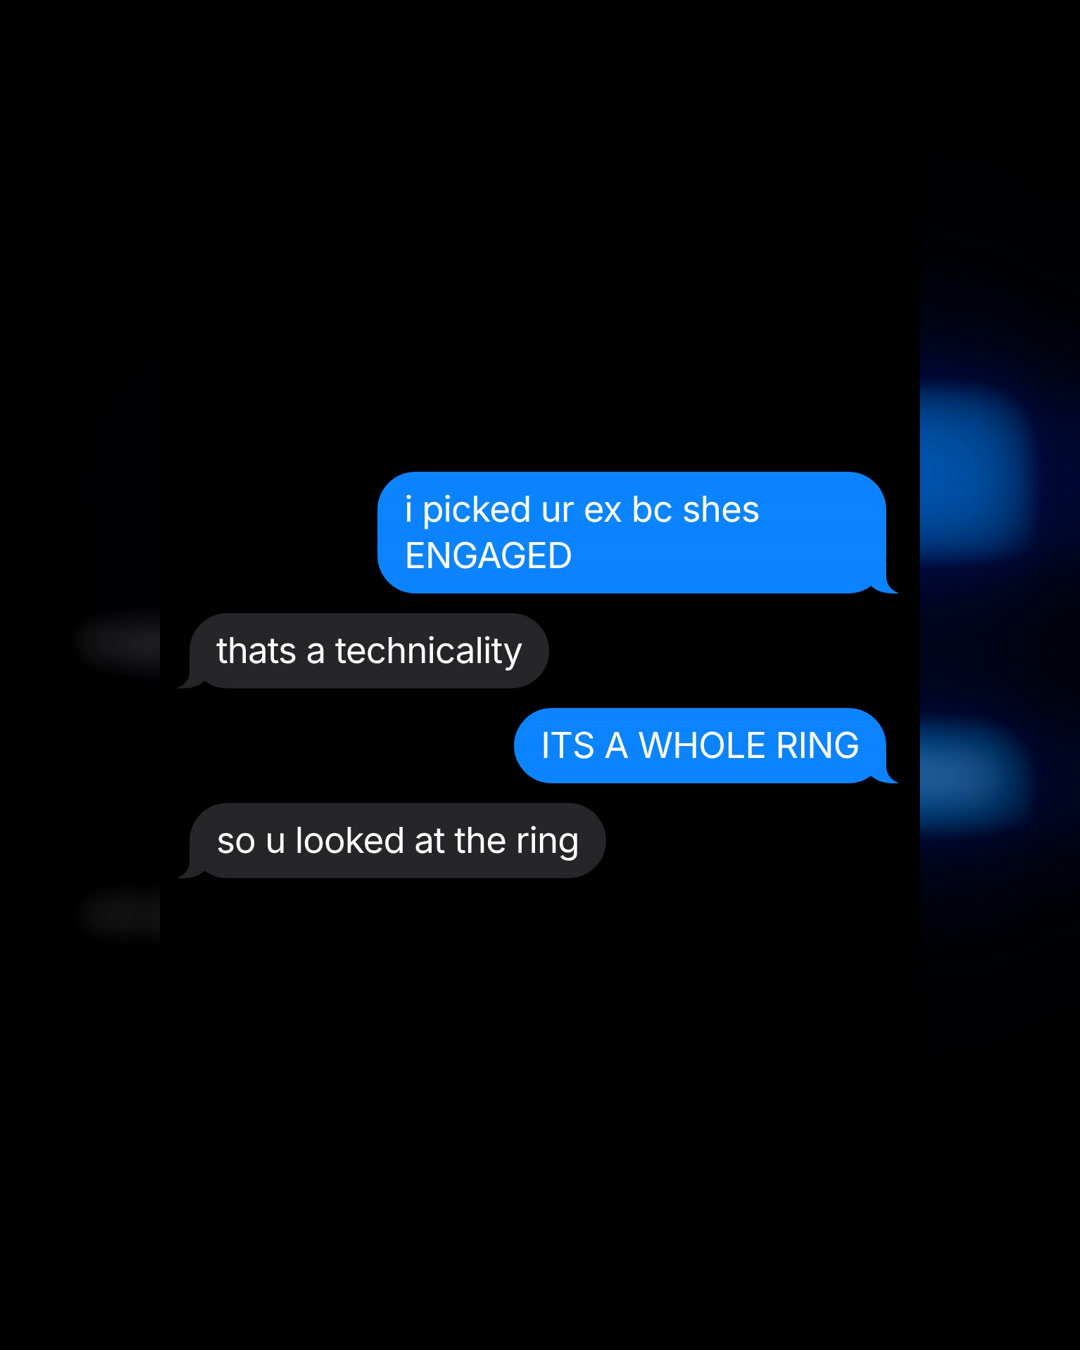 i picked ur ex bc shes
ENGAGED
thats a technicality
ITS A WHOLE RING
so u looked at the ring